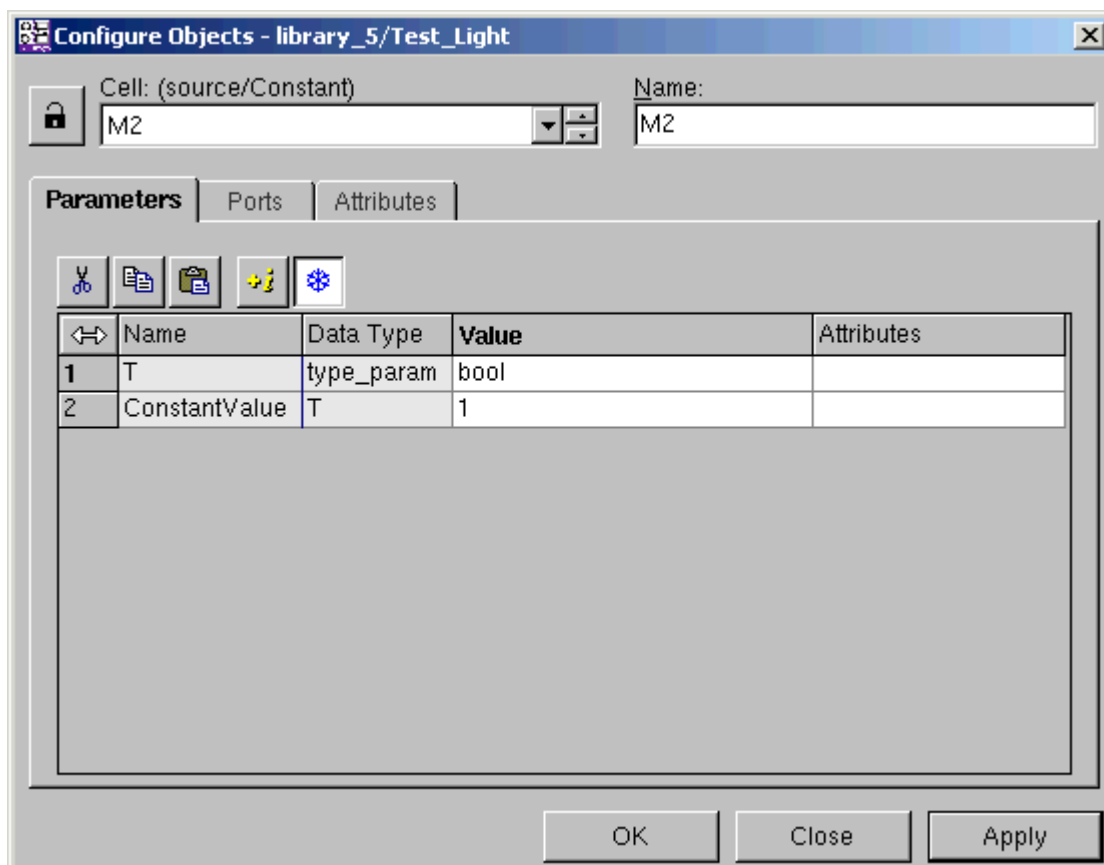 Configure Objects - library_5/Test_Light
Cell: (source/Constant) Name:
M2 M2
Parameters Ports Attributes
Name Data Type Value Attributes
1 T type_param bool
2 ConstantValue T 1
OK Close Apply